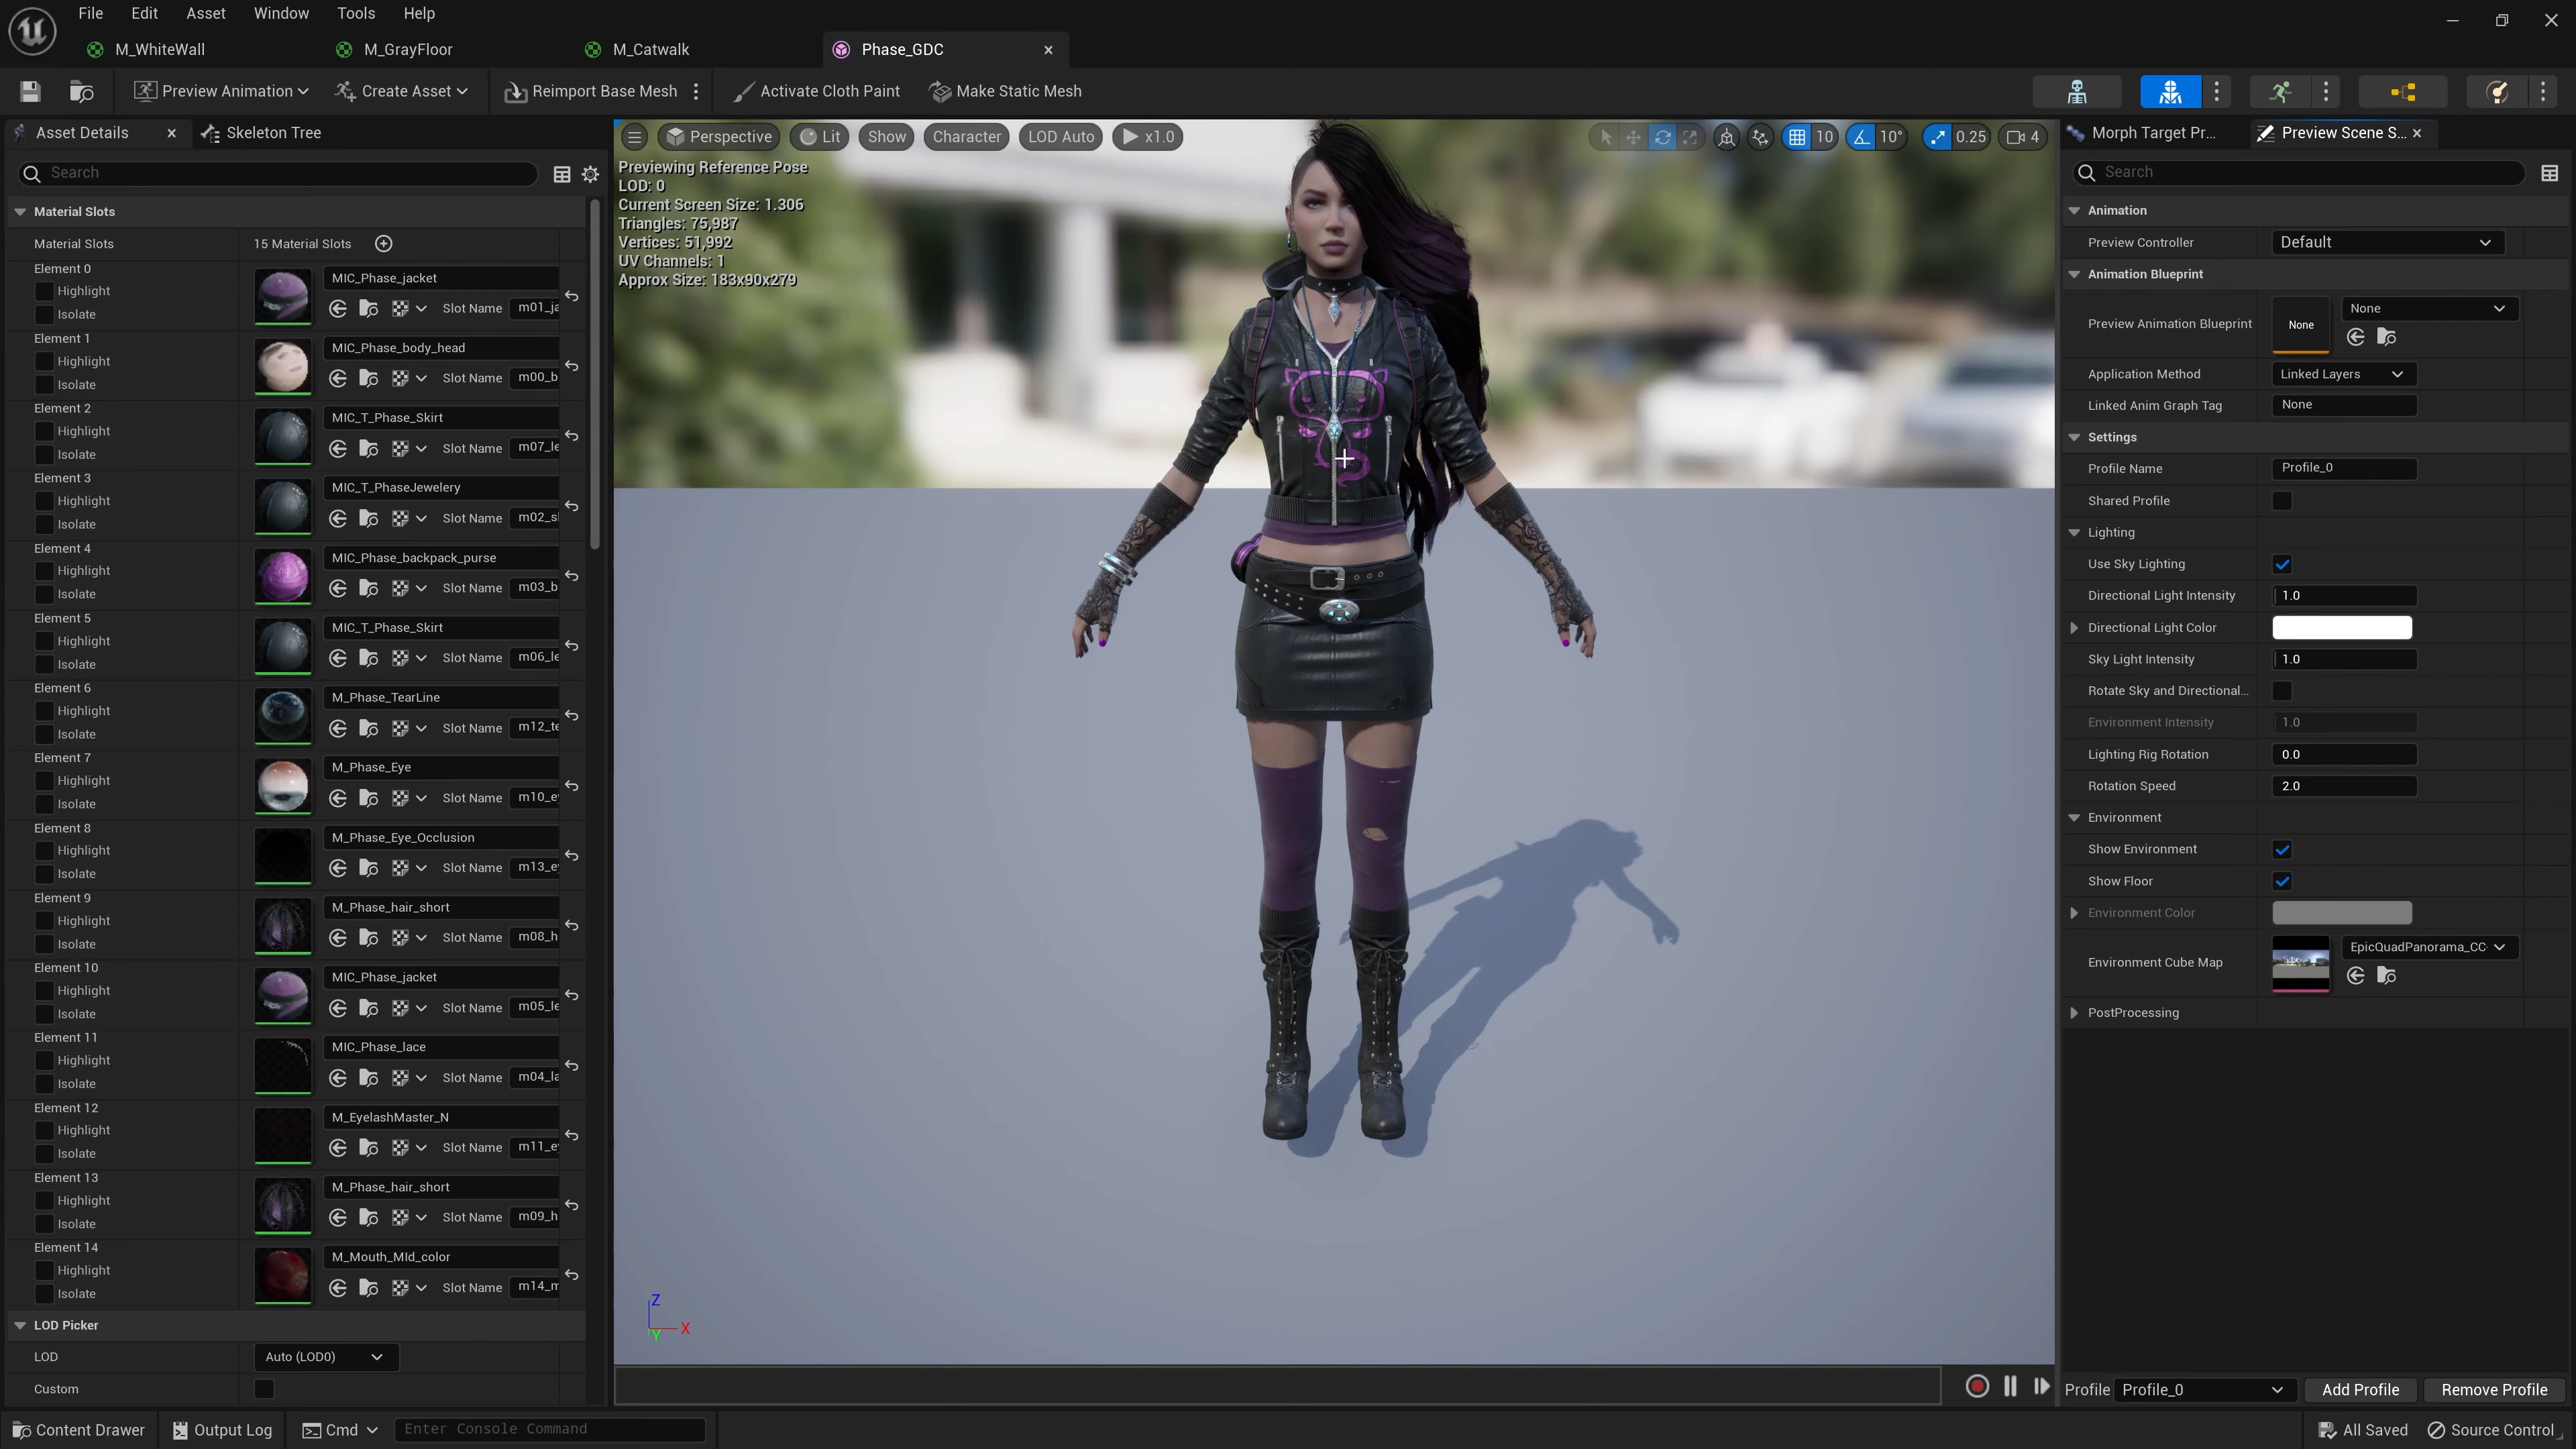 File Edit Asset Window Tools Help
M_WhiteWall M_GrayFloor M_Catwalk Phase_GDC
Preview Animation Create Asset Reimport Base Mesh Activate Cloth Paint Make Static Mesh
Asset Details Skeleton Tree
Search
Material Slots
Material Slots 15 Material Slots
Element 0
Highlight
Isolate
MIC_Phase_jacket
Slot Name m01_ja
Element 1
Highlight
Isolate
MIC_Phase_body_head
Slot Name m00_b
Element 2
Highlight
Isolate
MIC_T_Phase_Skirt
Slot Name m07_le
Element 3
Highlight
Isolate
MIC_T_PhaseJewelery
Slot Name m02_sl
Element 4
Highlight
Isolate
MIC_Phase_backpack_purse
Slot Name m03_b
Element 5
Highlight
Isolate
MIC_T_Phase_Skirt
Slot Name m06_le
Element 6
Highlight
Isolate
M_Phase_TearLine
Slot Name m12_te
Element 7
Highlight
Isolate
M_Phase_Eye
Slot Name m10_ey
Element 8
Highlight
Isolate
M_Phase_Eye_Occlusion
Slot Name m13_ey
Element 9
Highlight
Isolate
M_Phase_hair_short
Slot Name m08_h
Element 10
Highlight
Isolate
MIC_Phase_jacket
Slot Name m05_le
Element 11
Highlight
Isolate
MIC_Phase_lace
Slot Name m04_la
Element 12
Highlight
Isolate
M_EyelashMaster_N
Slot Name m11_ey
Element 13
Highlight
Isolate
M_Phase_hair_short
Slot Name m09_h
Element 14
Highlight
Isolate
M_Mouth_MId_color
Slot Name m14_m
LOD Picker
LOD Auto (LOD0)
Custom
Perspective Lit Show Character LOD Auto x1.0 10 10° 0.25 4
Previewing Reference Pose
LOD: 0
Current Screen Size: 1.306
Triangles: 75,987
Vertices: 51,992
UV Channels: 1
Approx Size: 183x90x279
Z
X
Y
Morph Target Pr... Preview Scene S...
Search
Animation
Preview Controller Default
Animation Blueprint
Preview Animation Blueprint None None
Application Method Linked Layers
Linked Anim Graph Tag None
Settings
Profile Name Profile_0
Shared Profile
Lighting
Use Sky Lighting
Directional Light Intensity 1.0
Directional Light Color
Sky Light Intensity 1.0
Rotate Sky and Directional...
Environment Intensity 1.0
Lighting Rig Rotation 0.0
Rotation Speed 2.0
Environment
Show Environment
Show Floor
Environment Color
Environment Cube Map EpicQuadPanorama_CC
PostProcessing
Profile Profile_0 Add Profile Remove Profile
Content Drawer Output Log Cmd Enter Console Command All Saved Source Control